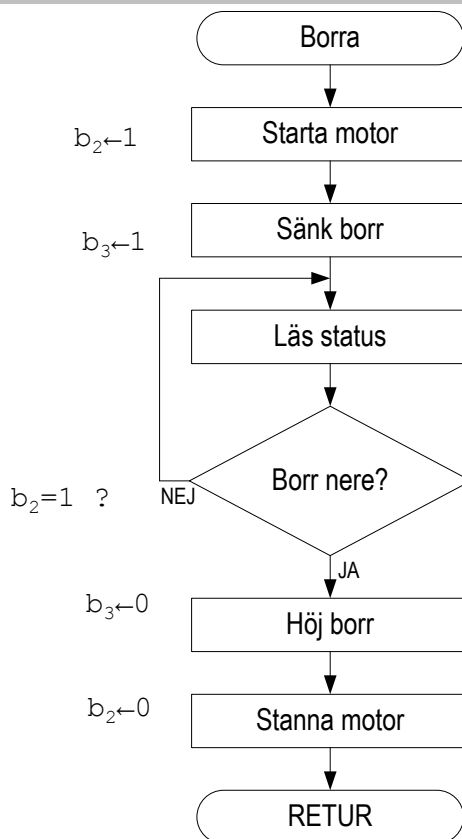 Borra
b₂←1 Starta motor
b₃←1 Sänk borr
Läs status
b₂=1 ? NEJ Borr nere?
JA
b₃←0 Höj borr
b₂←0 Stanna motor
RETUR